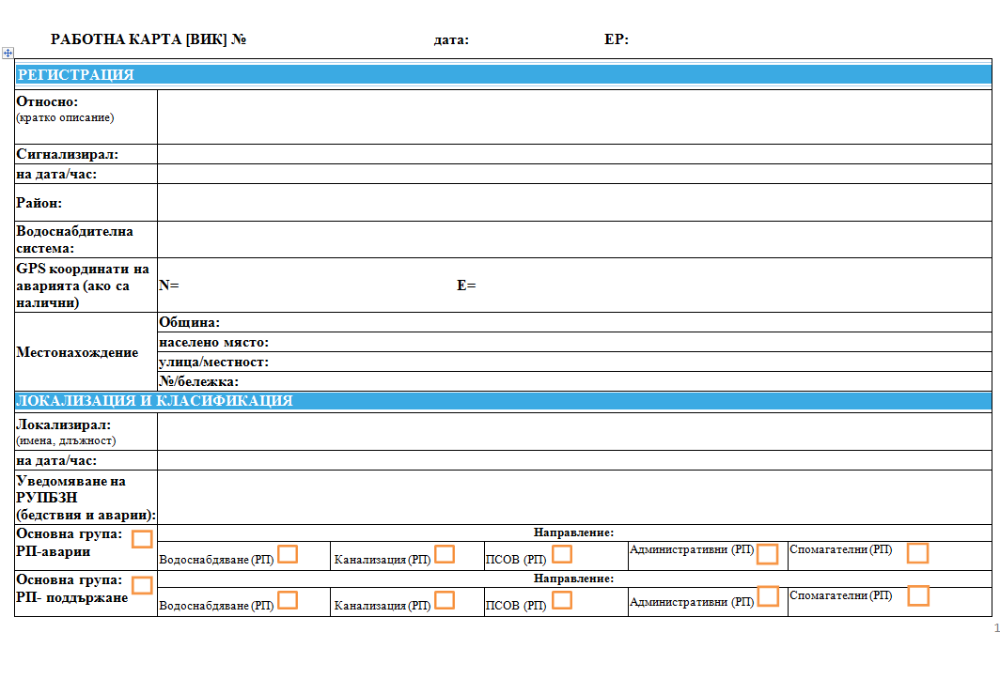 РАБОТНА КАРТА [ВИК] № дата: ЕР:
РЕГИСТРАЦИЯ
Относно:
(кратко описание)
Сигнализирал:
на дата/час:
Район:
Водоснабдителна
система:
GPS координати на
аварията (ако са
налични)
N= E=
Местонахождение
Община:
населено място:
улица/местност:
№/бележка:
ЛОКАЛИЗАЦИЯ И КЛАСИФИКАЦИЯ
Локализирал:
(имена, длъжност)
на дата/час:
Уведомяване на
РУПБЗН
(бедствия и аварии):
Основна група:
РП-аварии
Направление:
Водоснабдяване (РП) Канализация (РП) ПСОВ (РП) Административни (РП) Спомагателни (РП)
Основна група:
РП- поддържане
Направление:
Водоснабдяване (РП) Канализация (РП) ПСОВ (РП) Административни (РП) Спомагателни (РП)
1